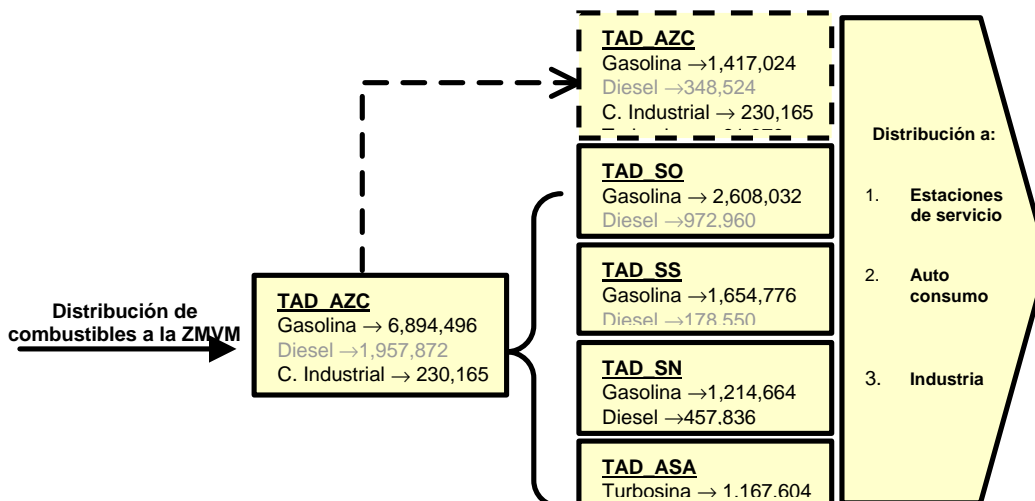 Distribución de
combustibles a la ZMVM
TAD_AZC
Gasolina → 6,894,496
Diesel →1,957,872
C. Industrial → 230,165
TAD_AZC
Gasolina →1,417,024
Diesel →348,524
C. Industrial → 230,165
TAD_SO
Gasolina → 2,608,032
Diesel →972,960
TAD_SS
Gasolina →1,654,776
Diesel →178,550
TAD_SN
Gasolina →1,214,664
Diesel →457,836
TAD_ASA
Turbosina → 1,167,604
Distribución a:
1. Estaciones
de servicio
2. Auto
consumo
3. Industria